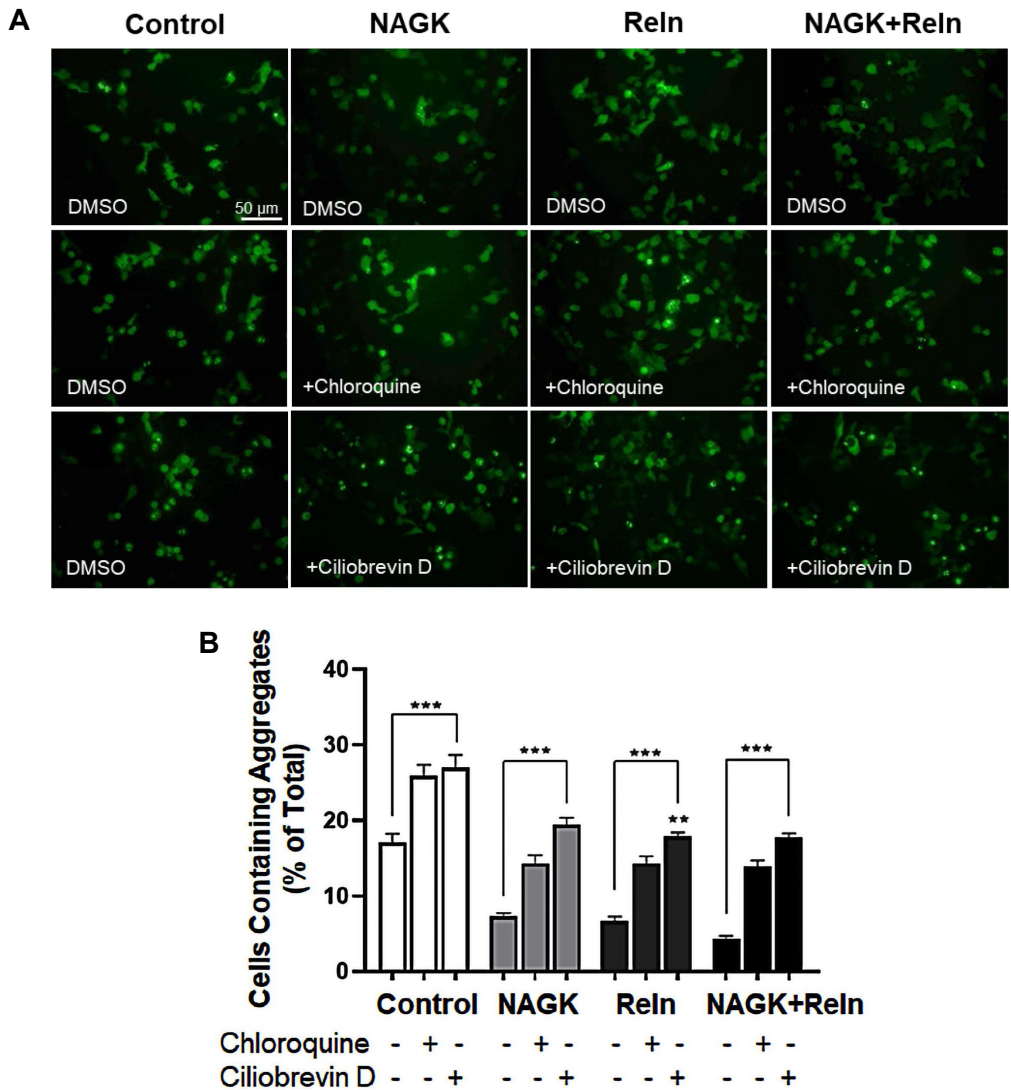 A
Control NAGK Reln NAGK+Reln
DMSO 50 µm DMSO DMSO DMSO
DMSO +Chloroquine +Chloroquine +Chloroquine
DMSO +Ciliobrevin D +Ciliobrevin D +Ciliobrevin D
B
Cells Containing Aggregates
(% of Total)
40
30
20
10
0
*** *** *** ***
**
Control NAGK Reln NAGK+Reln
Chloroquine - + - - + - - + - - + -
Ciliobrevin D - - + - - + - - + - - +